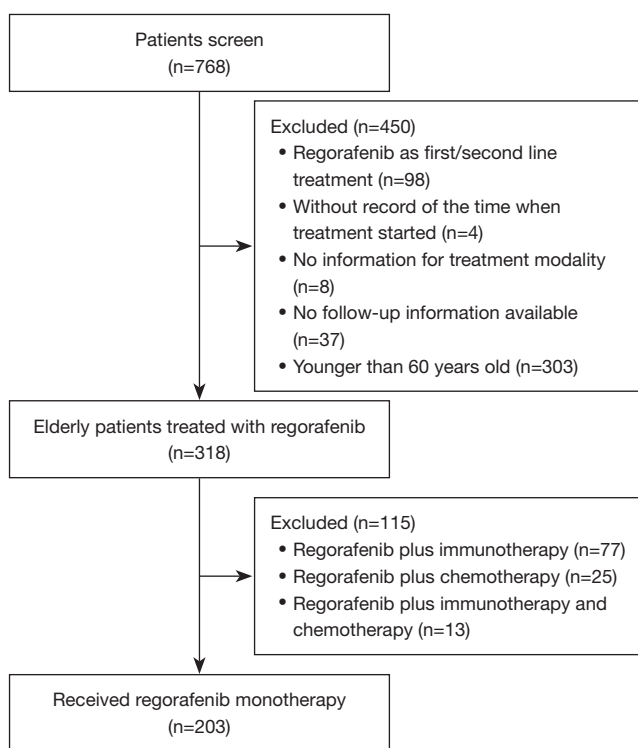 Patients screen
(n=768)
Excluded (n=450)
• Regorafenib as first/second line
treatment (n=98)
• Without record of the time when
treatment started (n=4)
• No information for treatment modality
(n=8)
• No follow-up information available
(n=37)
• Younger than 60 years old (n=303)
Elderly patients treated with regorafenib
(n=318)
Excluded (n=115)
• Regorafenib plus immunotherapy (n=77)
• Regorafenib plus chemotherapy (n=25)
• Regorafenib plus immunotherapy and
chemotherapy (n=13)
Received regorafenib monotherapy
(n=203)